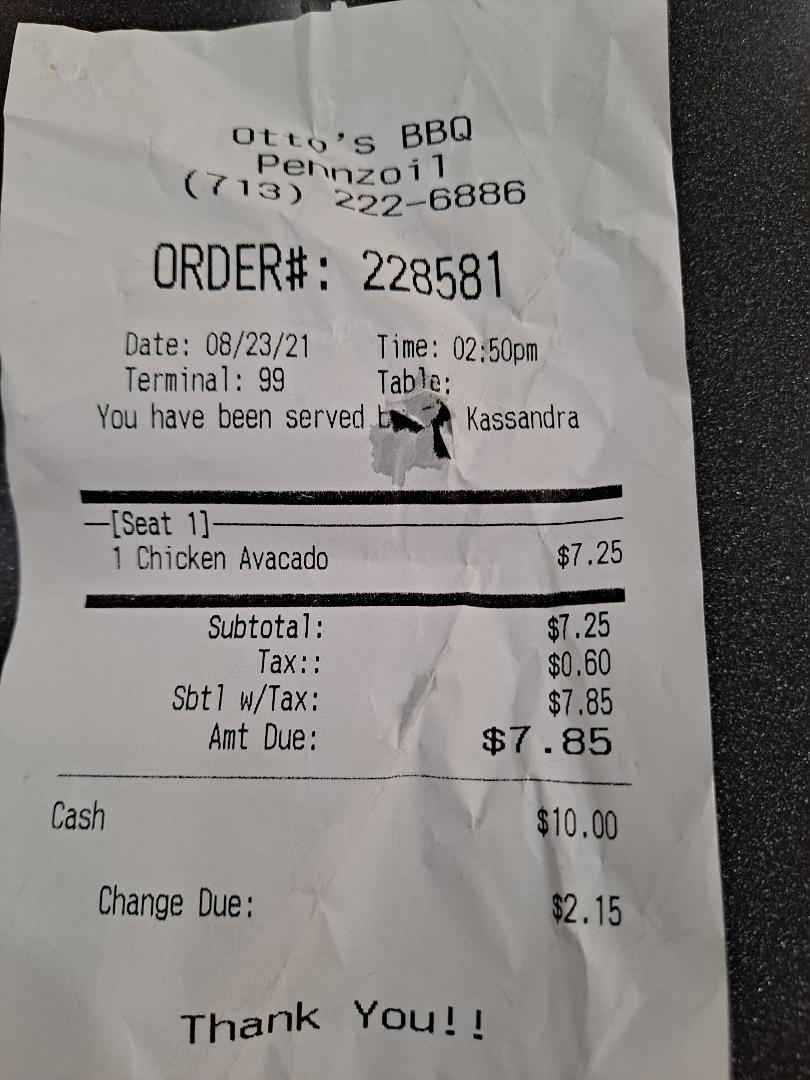 Otto's BBQ
Pennzoil
(713) 222-6886
ORDER#: 228581
Date: 08/23/21 Time: 02:50pm
Terminal: 99 Table:
You have been served Kassandra
[Seat 1]
1 Chicken Avacado $7.25
Subtotal: $7.25
Tax:: $0.60
Sbtl w/Tax: $7.85
Amt Due: $7.85
Cash $10.00
Change Due: $2.15
Thank You!!